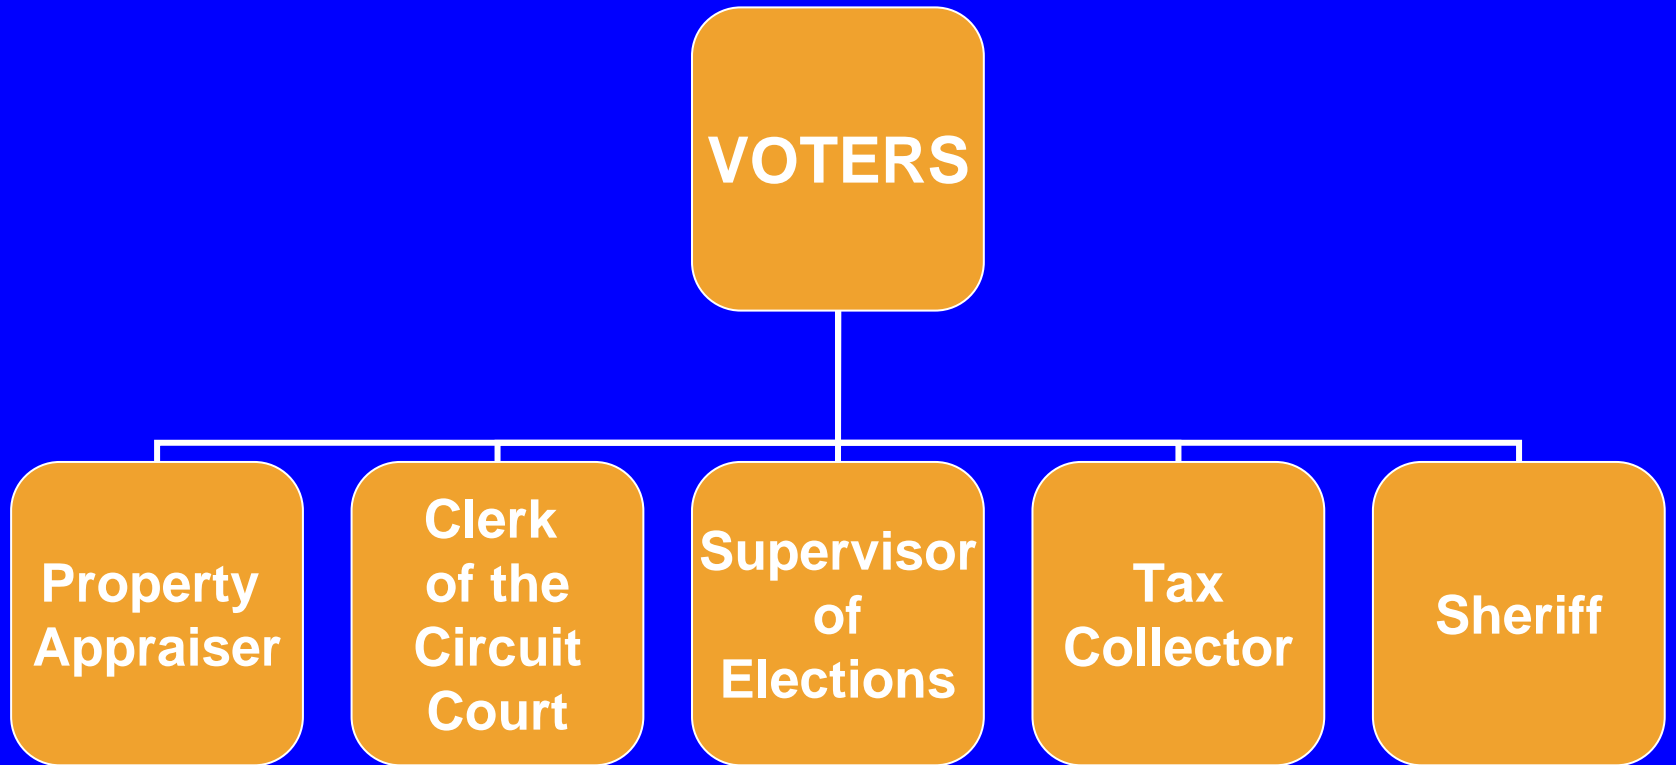 VOTERS
Property
Appraiser
Clerk
of the
Circuit
Court
Supervisor
of
Elections
Tax
Collector
Sheriff